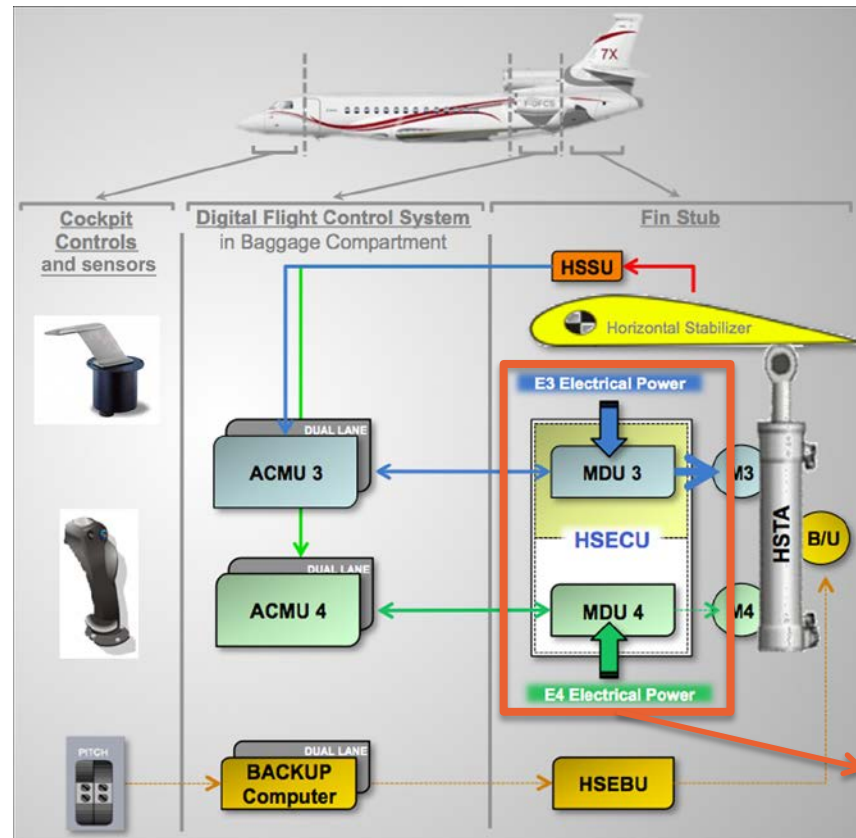 7X
F-OFCS
Cockpit
Controls
and sensors
Digital Flight Control System
in Baggage Compartment
Fin Stub
HSSU
Horizontal Stabilizer
E3 Electrical Power
DUAL LANE
ACMU 3
MDU 3
M3
HSECU
HSTA
B/U
DUAL LANE
ACMU 4
MDU 4
M4
E4 Electrical Power
PITCH
DUAL LANE
BACKUP
Computer
HSEBU